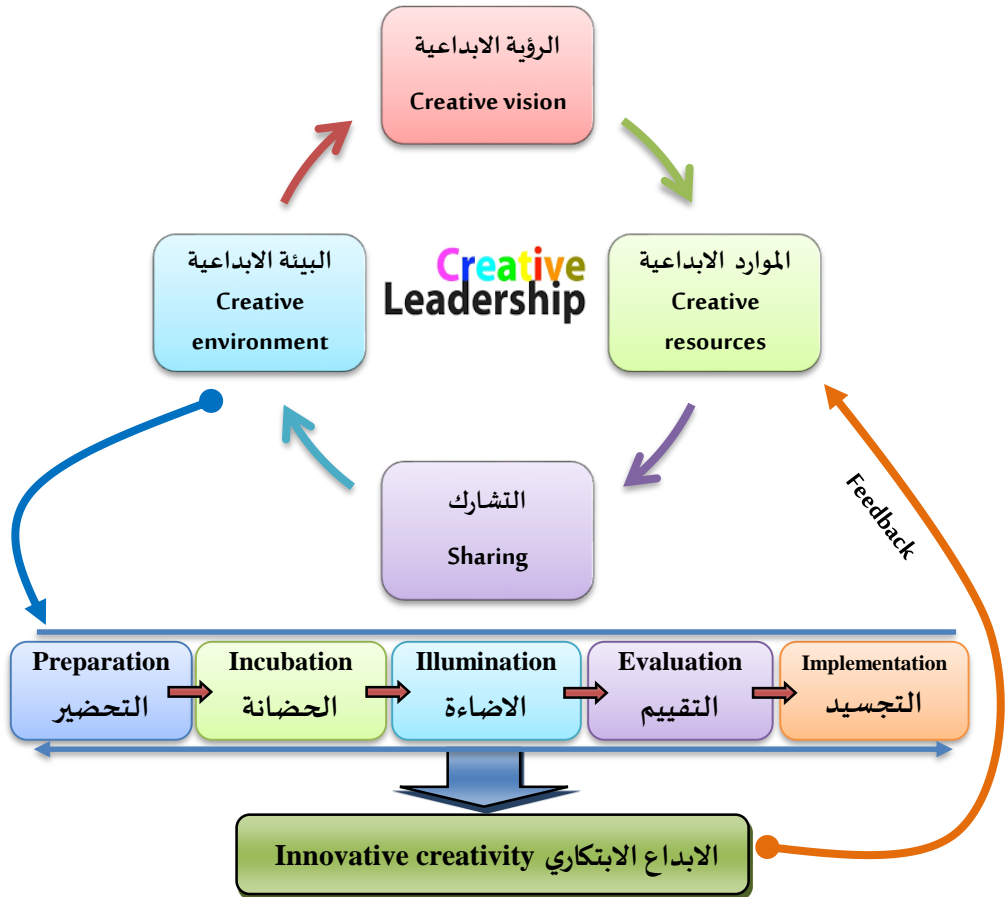 الرؤية الابداعية
Creative vision
البيئة الابداعية
Creative
environment
Creative
Leadership
الموارد الابداعية
Creative
resources
التشارك
Sharing
Feedback
Preparation
التحضير
Incubation
الحضانة
Illumination
الاضاءة
Evaluation
التقييم
Implementation
التجسيد
Innovative creativity الابداع الابتكاري